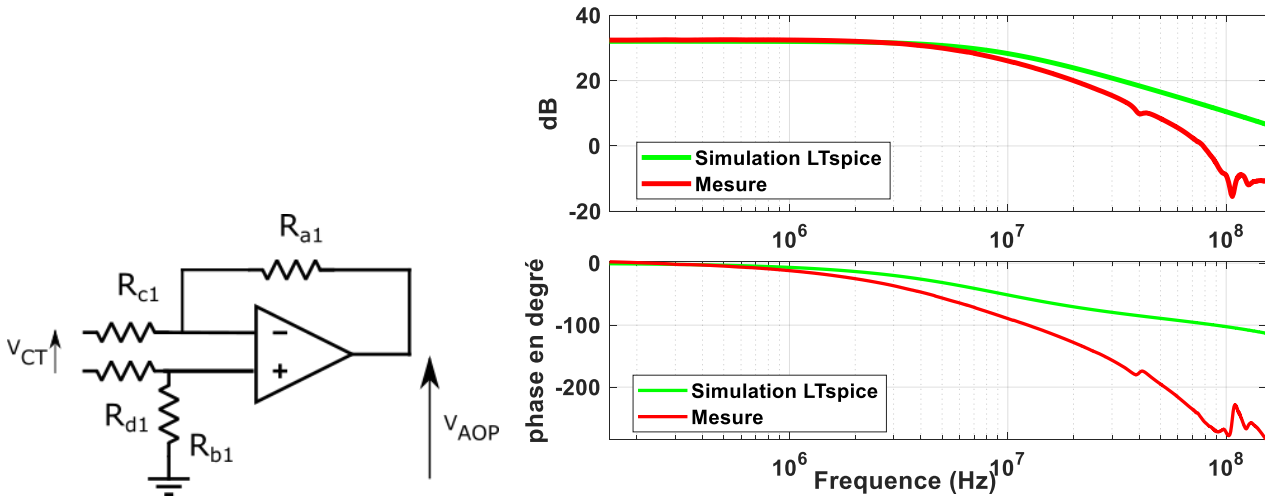 R_a1
R_c1
v_CT
−
+
R_d1
R_b1
v_AOP
dB
40
20
0
-20
Simulation LTspice
Mesure
10^6
10^7
10^8
phase en degré
0
-100
-200
Simulation LTspice
Mesure
10^6
10^7
10^8
Frequence (Hz)